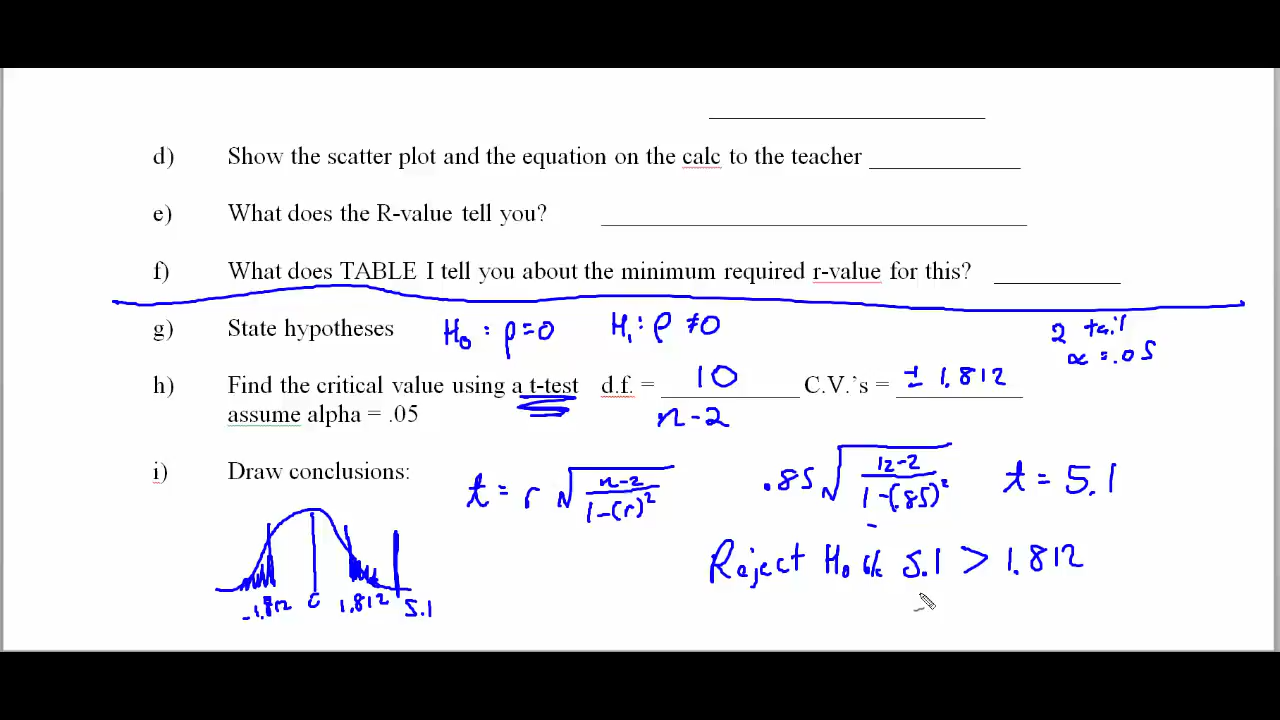 d) Show the scatter plot and the equation on the calc to the teacher
e) What does the R-value tell you?
f) What does TABLE I tell you about the minimum required r-value for this?
g) State hypotheses H₀ : ρ = 0 H₁ : ρ ≠ 0 2 tail
α = .05
h) Find the critical value using a t-test d.f. = 10 C.V.'s = ± 1.812
assume alpha = .05 n-2
i) Draw conclusions: t = r √((n-2)/(1-(r)²)) .85 √((12-2)/(1-(.85)²)) t = 5.1
Reject H₀ b/c 5.1 > 1.812
-1.812 0 1.812 5.1